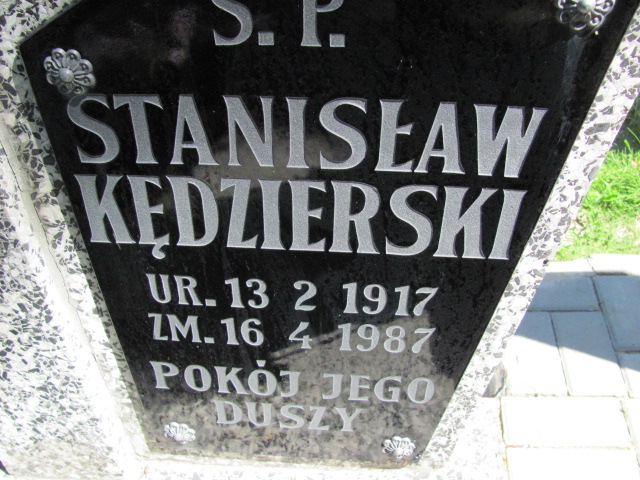 S. P.
STANISŁAW
KĘDZIERSKI
UR. 13 2 1917
ZM. 16 4 1987
POKÓJ JEGO
DUSZY